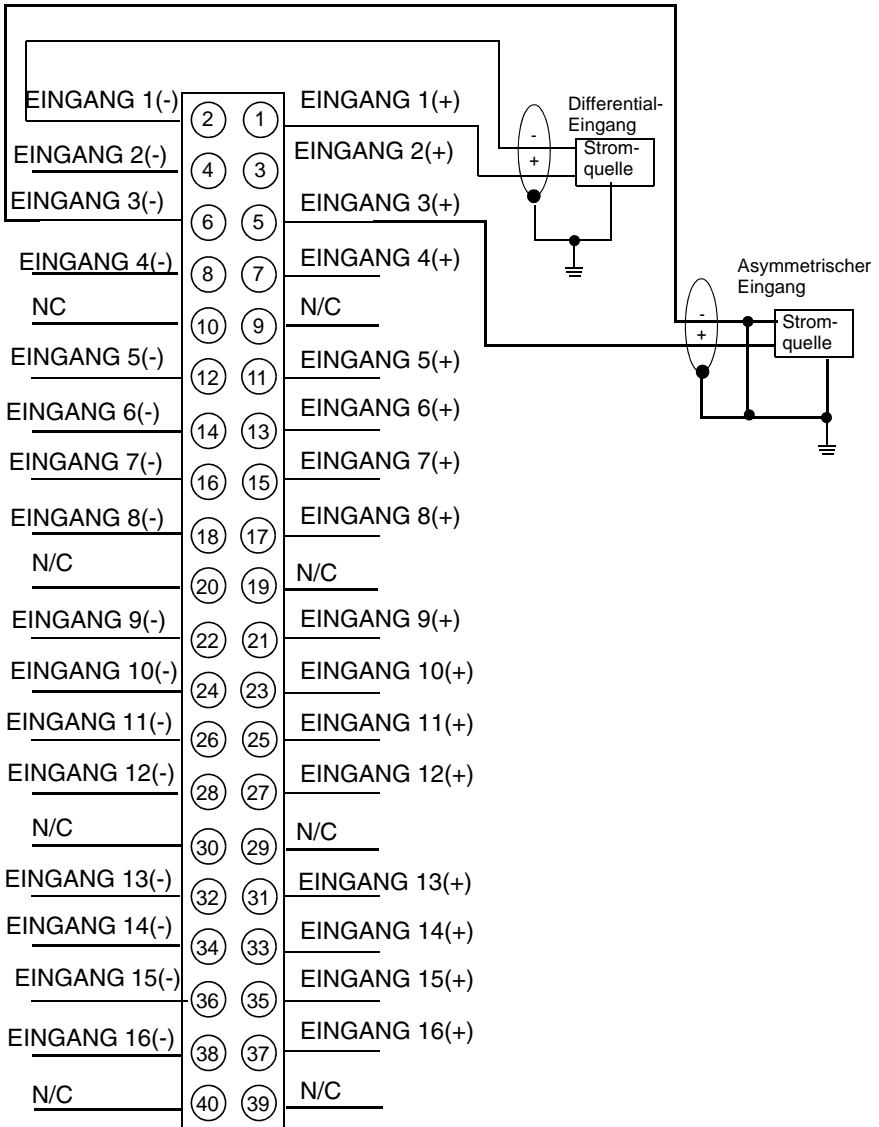 EINGANG 1(-) 2 1 EINGANG 1(+)
EINGANG 2(-) 4 3 EINGANG 2(+)
EINGANG 3(-) 6 5 EINGANG 3(+)
EINGANG 4(-) 8 7 EINGANG 4(+)
NC 10 9 N/C
EINGANG 5(-) 12 11 EINGANG 5(+)
EINGANG 6(-) 14 13 EINGANG 6(+)
EINGANG 7(-) 16 15 EINGANG 7(+)
EINGANG 8(-) 18 17 EINGANG 8(+)
N/C 20 19 N/C
EINGANG 9(-) 22 21 EINGANG 9(+)
EINGANG 10(-) 24 23 EINGANG 10(+)
EINGANG 11(-) 26 25 EINGANG 11(+)
EINGANG 12(-) 28 27 EINGANG 12(+)
N/C 30 29 N/C
EINGANG 13(-) 32 31 EINGANG 13(+)
EINGANG 14(-) 34 33 EINGANG 14(+)
EINGANG 15(-) 36 35 EINGANG 15(+)
EINGANG 16(-) 38 37 EINGANG 16(+)
N/C 40 39 N/C
Differential-
Eingang
-
+
Strom-
quelle
Asymmetrischer
Eingang
-
+
Strom-
quelle